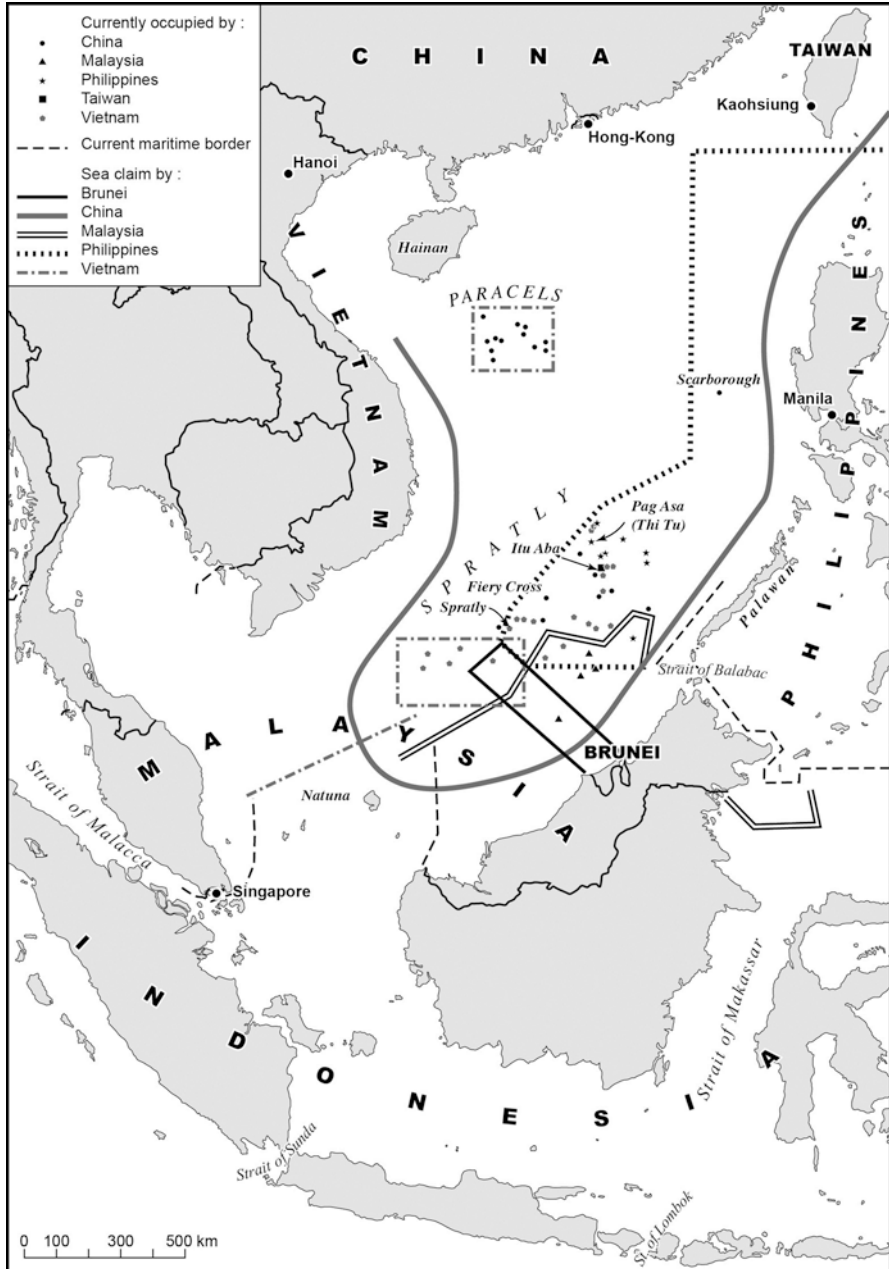 Currently occupied by :
China
Malaysia
Philippines
Taiwan
Vietnam
Current maritime border
Sea claim by :
Brunei
China
Malaysia
Philippines
Vietnam
CHINA
TAIWAN
Kaohsiung
Hong-Kong
Hanoi
Hainan
VIETNAM
PARACELS
Scarborough
Manila
PHILIPPINES
SPRATLY
Pag Asa
(Thi Tu)
Itu Aba
Fiery Cross
Spratly
Palawan
Strait of Balabac
MALAYSIA
BRUNEI
Natuna
Strait of Malacca
Singapore
INDONESIA
Strait of Makassar
Strait of Sunda
St. of Lombok
0 100 300 500 km